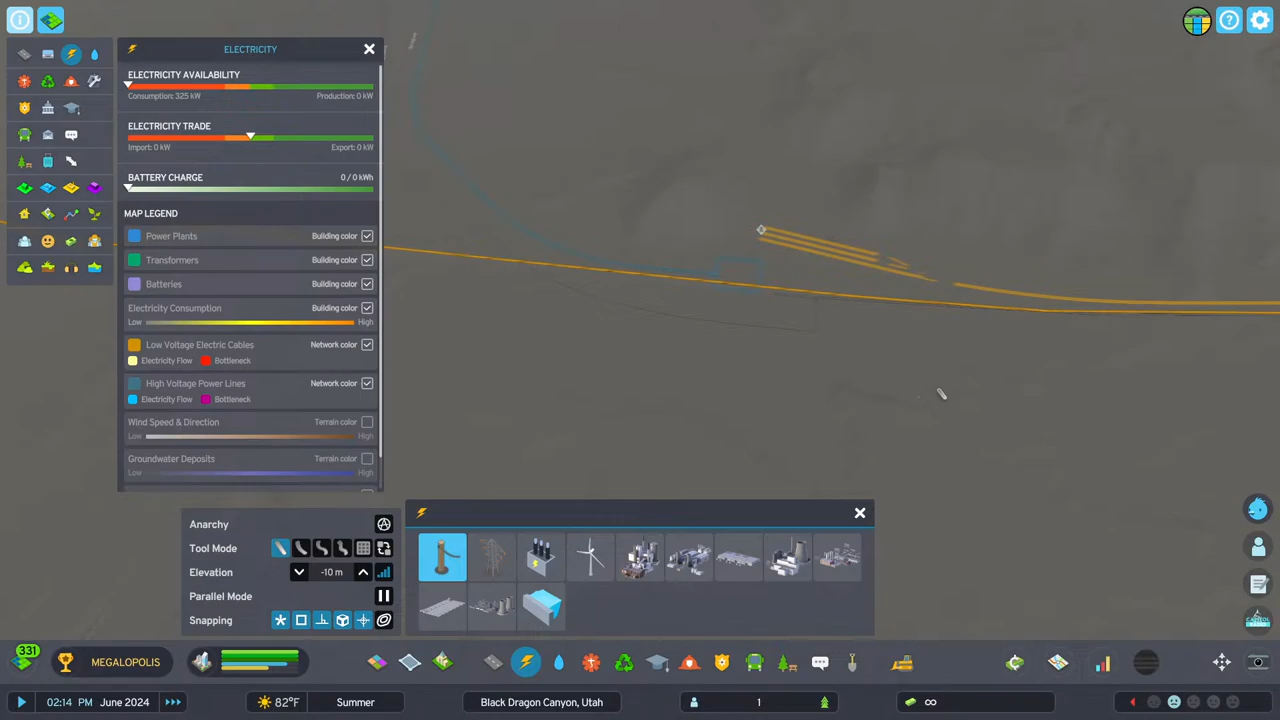 ELECTRICITY
ELECTRICITY AVAILABILITY
Consumption: 325 kW
Production: 0 kW
ELECTRICITY TRADE
Import: 0 kW
Export: 0 kW
BATTERY CHARGE
0 / 0 kWh
MAP LEGEND
Power Plants
Building color
Transformers
Building color
Batteries
Building color
Electricity Consumption
Building color
Low
High
Low Voltage Electric Cables
Network color
Electricity Flow
Bottleneck
High Voltage Power Lines
Network color
Electricity Flow
Bottleneck
Wind Speed & Direction
Terrain color
Low
High
Groundwater Deposits
Terrain color
Low
High
Anarchy
Tool Mode
Elevation
-10 m
Parallel Mode
Snapping
331
MEGALOPOLIS
02:14 PM June 2024
82°F
Summer
Black Dragon Canyon, Utah
1
∞